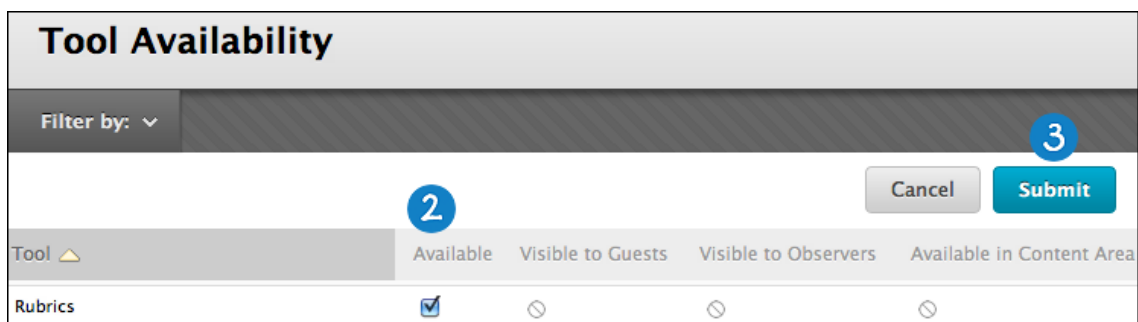 Tool Availability
Filter by:
3
Cancel Submit
2
Tool Available Visible to Guests Visible to Observers Available in Content Area
Rubrics